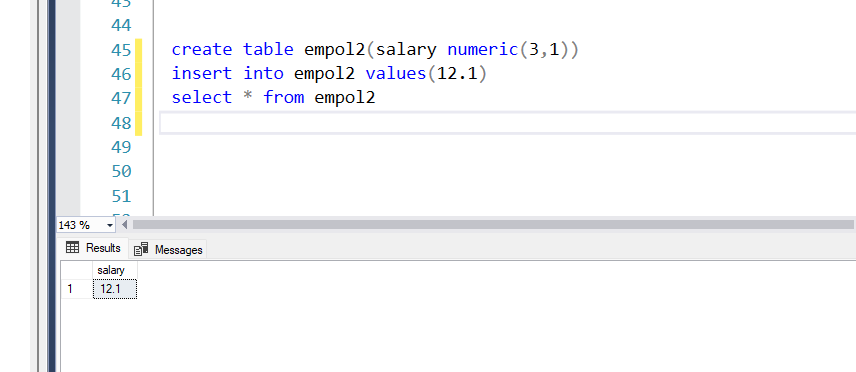 43
44
45 create table empol2(salary numeric(3,1))
46 insert into empol2 values(12.1)
47 select * from empol2
48
49
50
51
143 %
Results Messages
salary
1 12.1